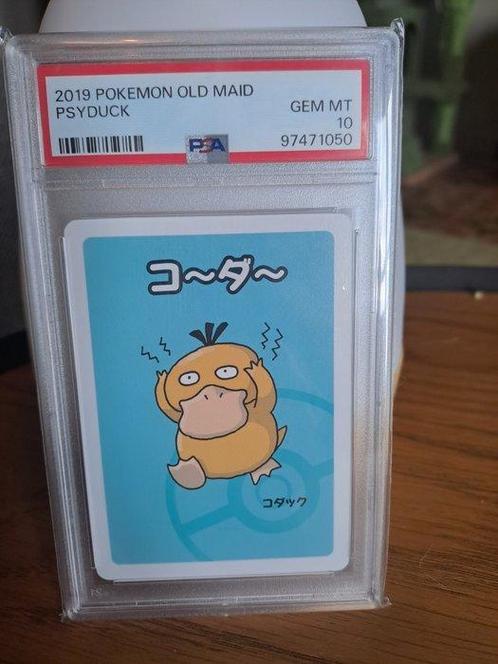 2019 POKEMON OLD MAID
PSYDUCK
GEM MT
10
97471050
PSA
コ～ダ～
コダック